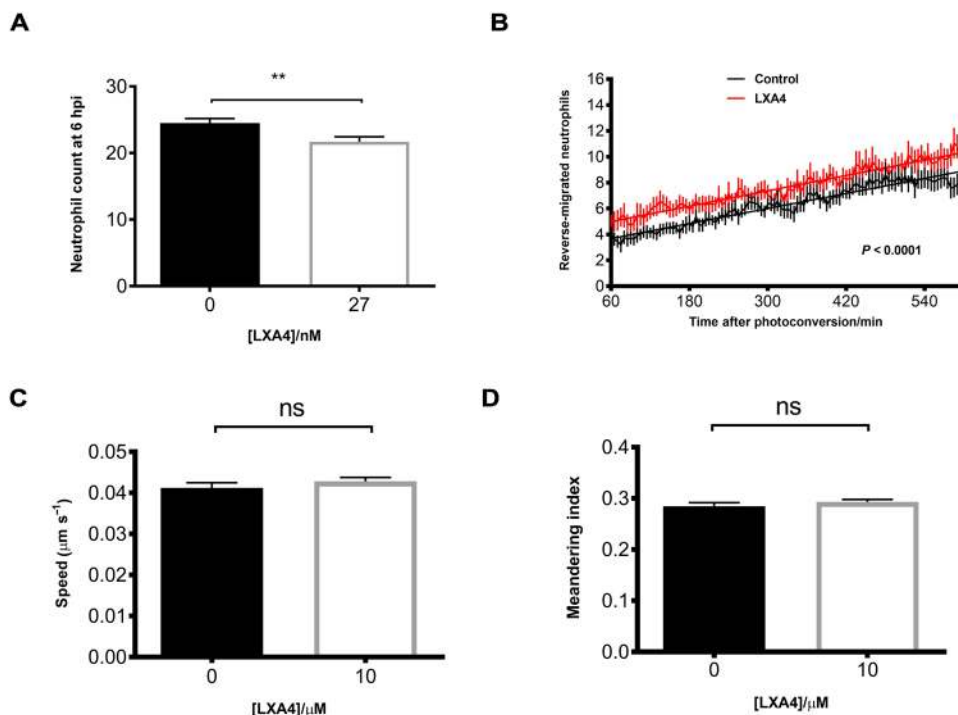 A
Neutrophil count at 6 hpi
30
20
10
0
**
0
27
[LXA4]/nM
B
Reverse-migrated neutrophils
16
14
12
10
8
6
4
2
0
Control
LXA4
P < 0.0001
60
180
300
420
540
Time after photoconversion/min
C
Speed (μm s⁻¹)
0.05
0.04
0.03
0.02
0.01
0.00
ns
0
10
[LXA4]/μM
D
Meandering index
0.4
0.3
0.2
0.1
0.0
ns
0
10
[LXA4]/μM